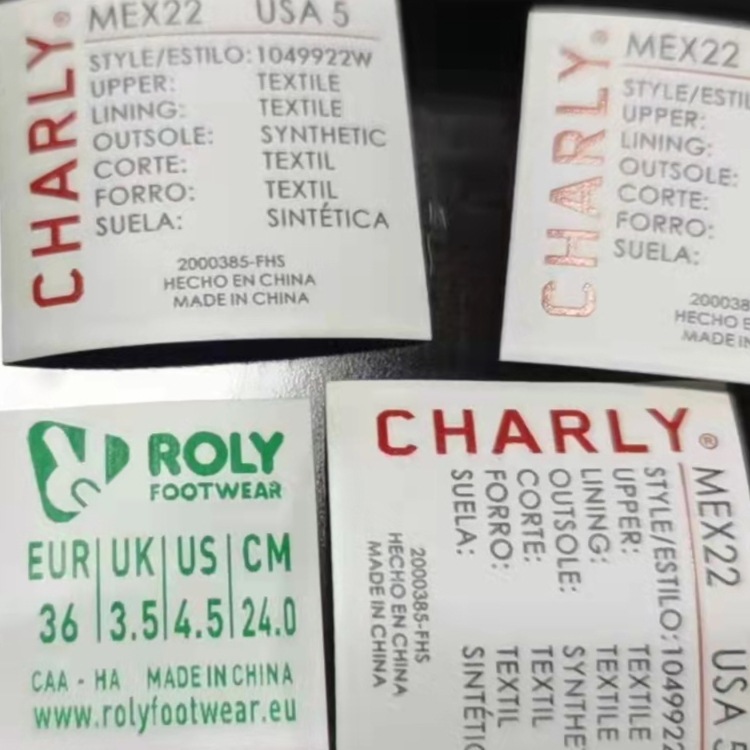 CHARLY®
MEX22 USA 5
STYLE/ESTILO:1049922W
UPPER: TEXTILE
LINING: TEXTILE
OUTSOLE: SYNTHETIC
CORTE: TEXTIL
FORRO: TEXTIL
SUELA: SINTÉTICA
2000385-FHS
HECHO EN CHINA
MADE IN CHINA
CHARLY®
MEX22
UPPER:
LINING:
OUTSOLE:
CORTE:
FORRO:
SUELA:
HECHO
MADE
ROLY
FOOTWEAR
EUR UK US CM
36 3.5 4.5 24.0
CAA - HA MADE IN CHINA
www.rolyfootwear.eu
CHARLY®
MEX22 USA 5
STYLE/ESTILO:
UPPER: TEXTILE
LINING: TEXTILE
OUTSOLE:
CORTE: TEXTIL
FORRO: TEXTIL
SUELA:
2000385-FHS
HECHO EN CHINA
MADE IN CHINA